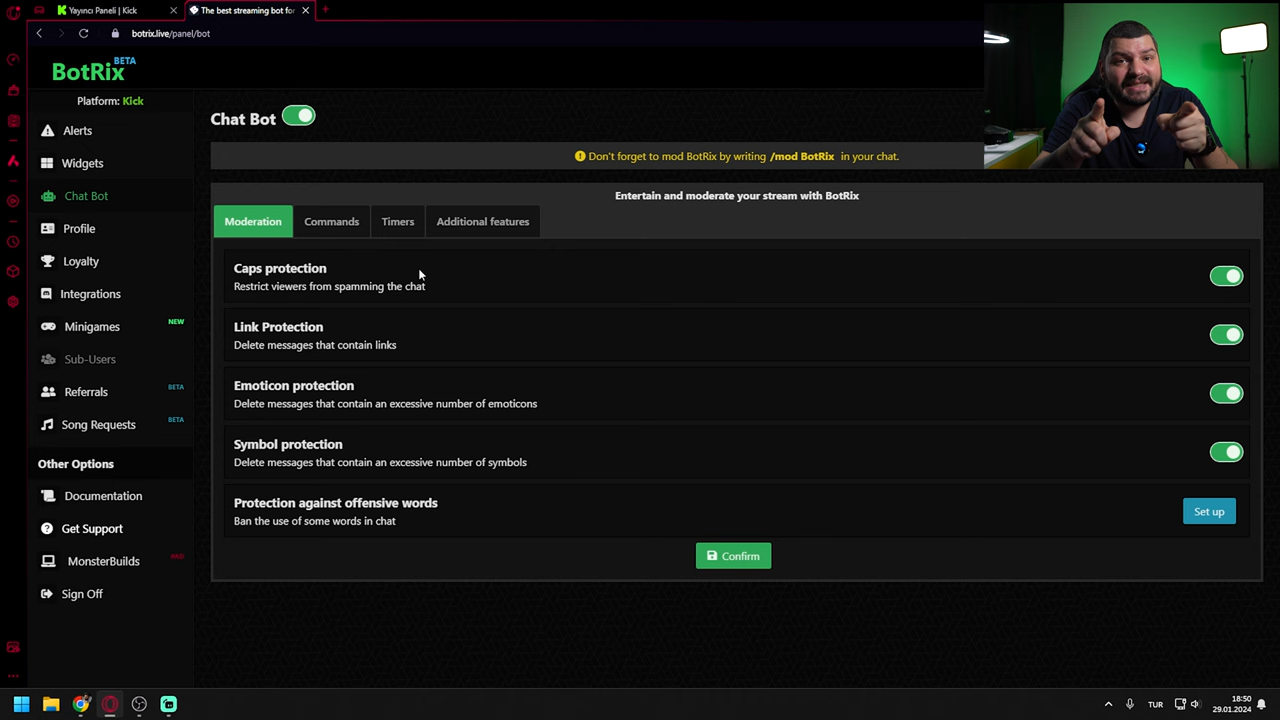 Yayıncı Paneli | Kick
The best streaming bot for
botrix.live/panel/bot
BotRix BETA
Platform: Kick
Alerts
Widgets
Chat Bot
Profile
Loyalty
Integrations
Minigames NEW
Sub-Users
Referrals BETA
Song Requests BETA
Other Options
Documentation
Get Support
MonsterBuilds
Sign Off
Chat Bot
Don't forget to mod BotRix by writing /mod BotRix in your chat.
Entertain and moderate your stream with BotRix
Moderation Commands Timers Additional features
Caps protection
Restrict viewers from spamming the chat
Link Protection
Delete messages that contain links
Emoticon protection
Delete messages that contain an excessive number of emoticons
Symbol protection
Delete messages that contain an excessive number of symbols
Protection against offensive words
Ban the use of some words in chat
Set up
Confirm
TUR
18:50
29.01.2024